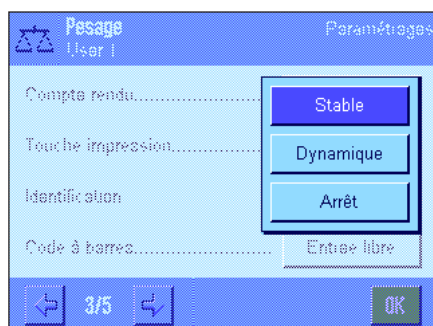 Pesage
User 1
Paramétrages
Compte rendu
Stable
Touche impression
Dynamique
Identification
Arrêt
Code à barres
Entrée libre
3/5
OK